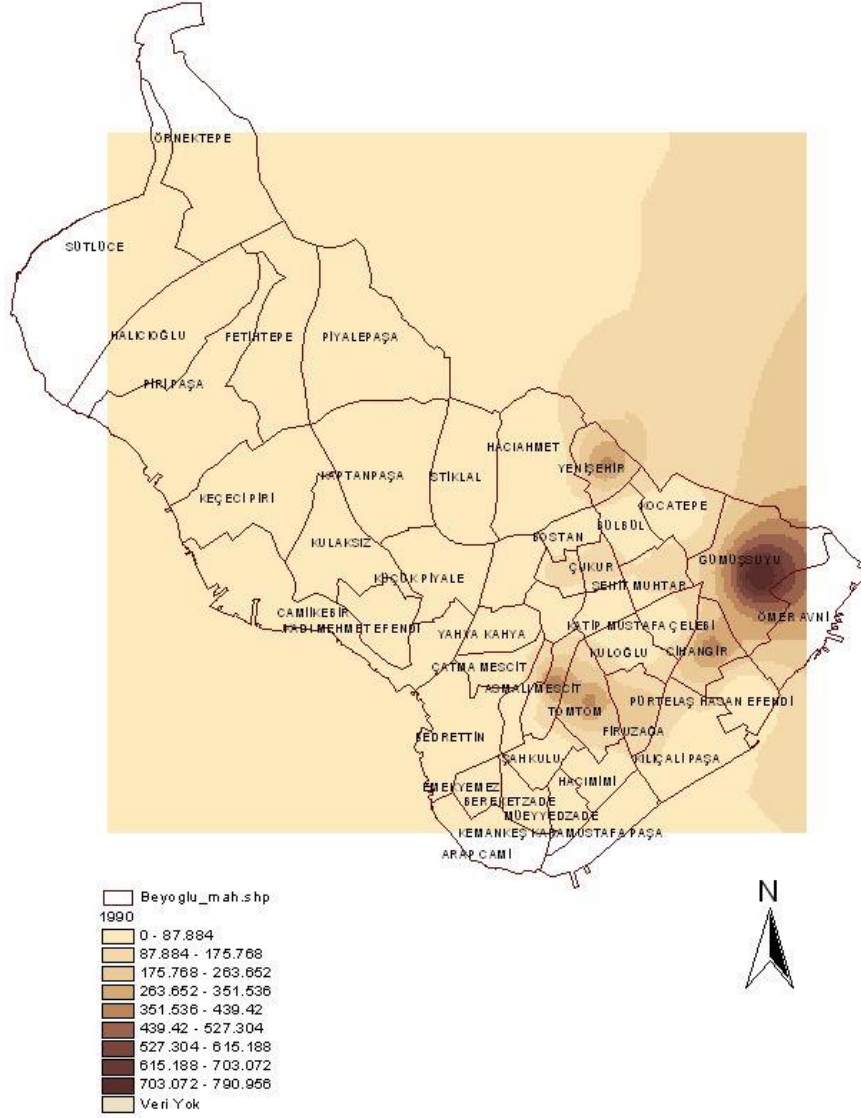 ÖRNEKTEPE
SÜTLÜCE
HALICIOĞLU
FETİHTEPE
PİYALEPAŞA
PİRİ PAŞA
HACIAHMET
YENİŞEHİR
KEÇECİ PİRİ
KAPTANPAŞA
İSTİKLAL
KOCATEPE
BÜLBÜL
BOSTAN
KULAKSIZ
GÜMÜŞSUYU
ÇUKUR
KÜÇÜK PİYALE
ŞEHİT MUHTAR
CAMİİKEBİR
ÖMER AVNİ
KADI MEHMET EFENDİ
YAHYA KAHYA
KATİP MUSTAFA ÇELEBİ
KULOĞLU
CİHANGİR
ÇATMA MESCİT
ASMALI MESCİT
PÜRTELAŞ HASAN EFENDİ
TOMTOM
BEDRETTİN
FİRUZAĞA
ŞAHKULU
KILIÇALİ PAŞA
HACIMİMİ
EMEKYEMEZ
BEREKETZADE
MÜEYYEDZADE
KEMANKEŞ KARAMUSTAFA PAŞA
ARAP CAMİ
N
Beyoglu_mah.shp
1990
0 - 87.884
87.884 - 175.768
175.768 - 263.652
263.652 - 351.536
351.536 - 439.42
439.42 - 527.304
527.304 - 615.188
615.188 - 703.072
703.072 - 790.956
Veri Yok